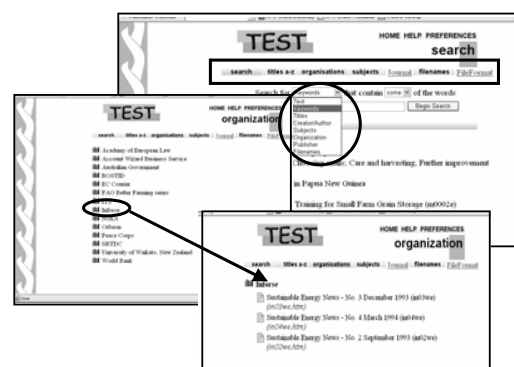 TEST
HOME HELP PREFERENCES
search
search titles a-z organisations subjects Journal filenames FileFormat
Search for Keywords that contain some of the words
Begin Search
Text
Keywords
Titles
Creator/Author
Subjects
Organization
Publisher
Filenames
Care and harvesting; Further improvement
in Papua New Guinea
Training for Small Farm Grain Storage (in0002e)
TEST
HOME HELP PREFERENCES
organization
search titles a-z organisations subjects Journal filenames
Academy of European Law
Account Wizard Business Service
Australian Government
BOSTID
EC Courier
FAO Better Farming series
Inforse
Orbicon
Peace Corps
SBTDC
University of Waikato, New Zealand
World Bank
TEST
HOME HELP PREFERENCES
organization
search titles a-z organisations subjects Journal filenames FileFormat
Inforse
Sustainable Energy News - No. 3 December 1993 (in03we)
(in03we.htm)
Sustainable Energy News - No. 4 March 1994 (in04we)
(in04we.htm)
Sustainable Energy News - No. 2 September 1993 (in02we)
(in02we.htm)